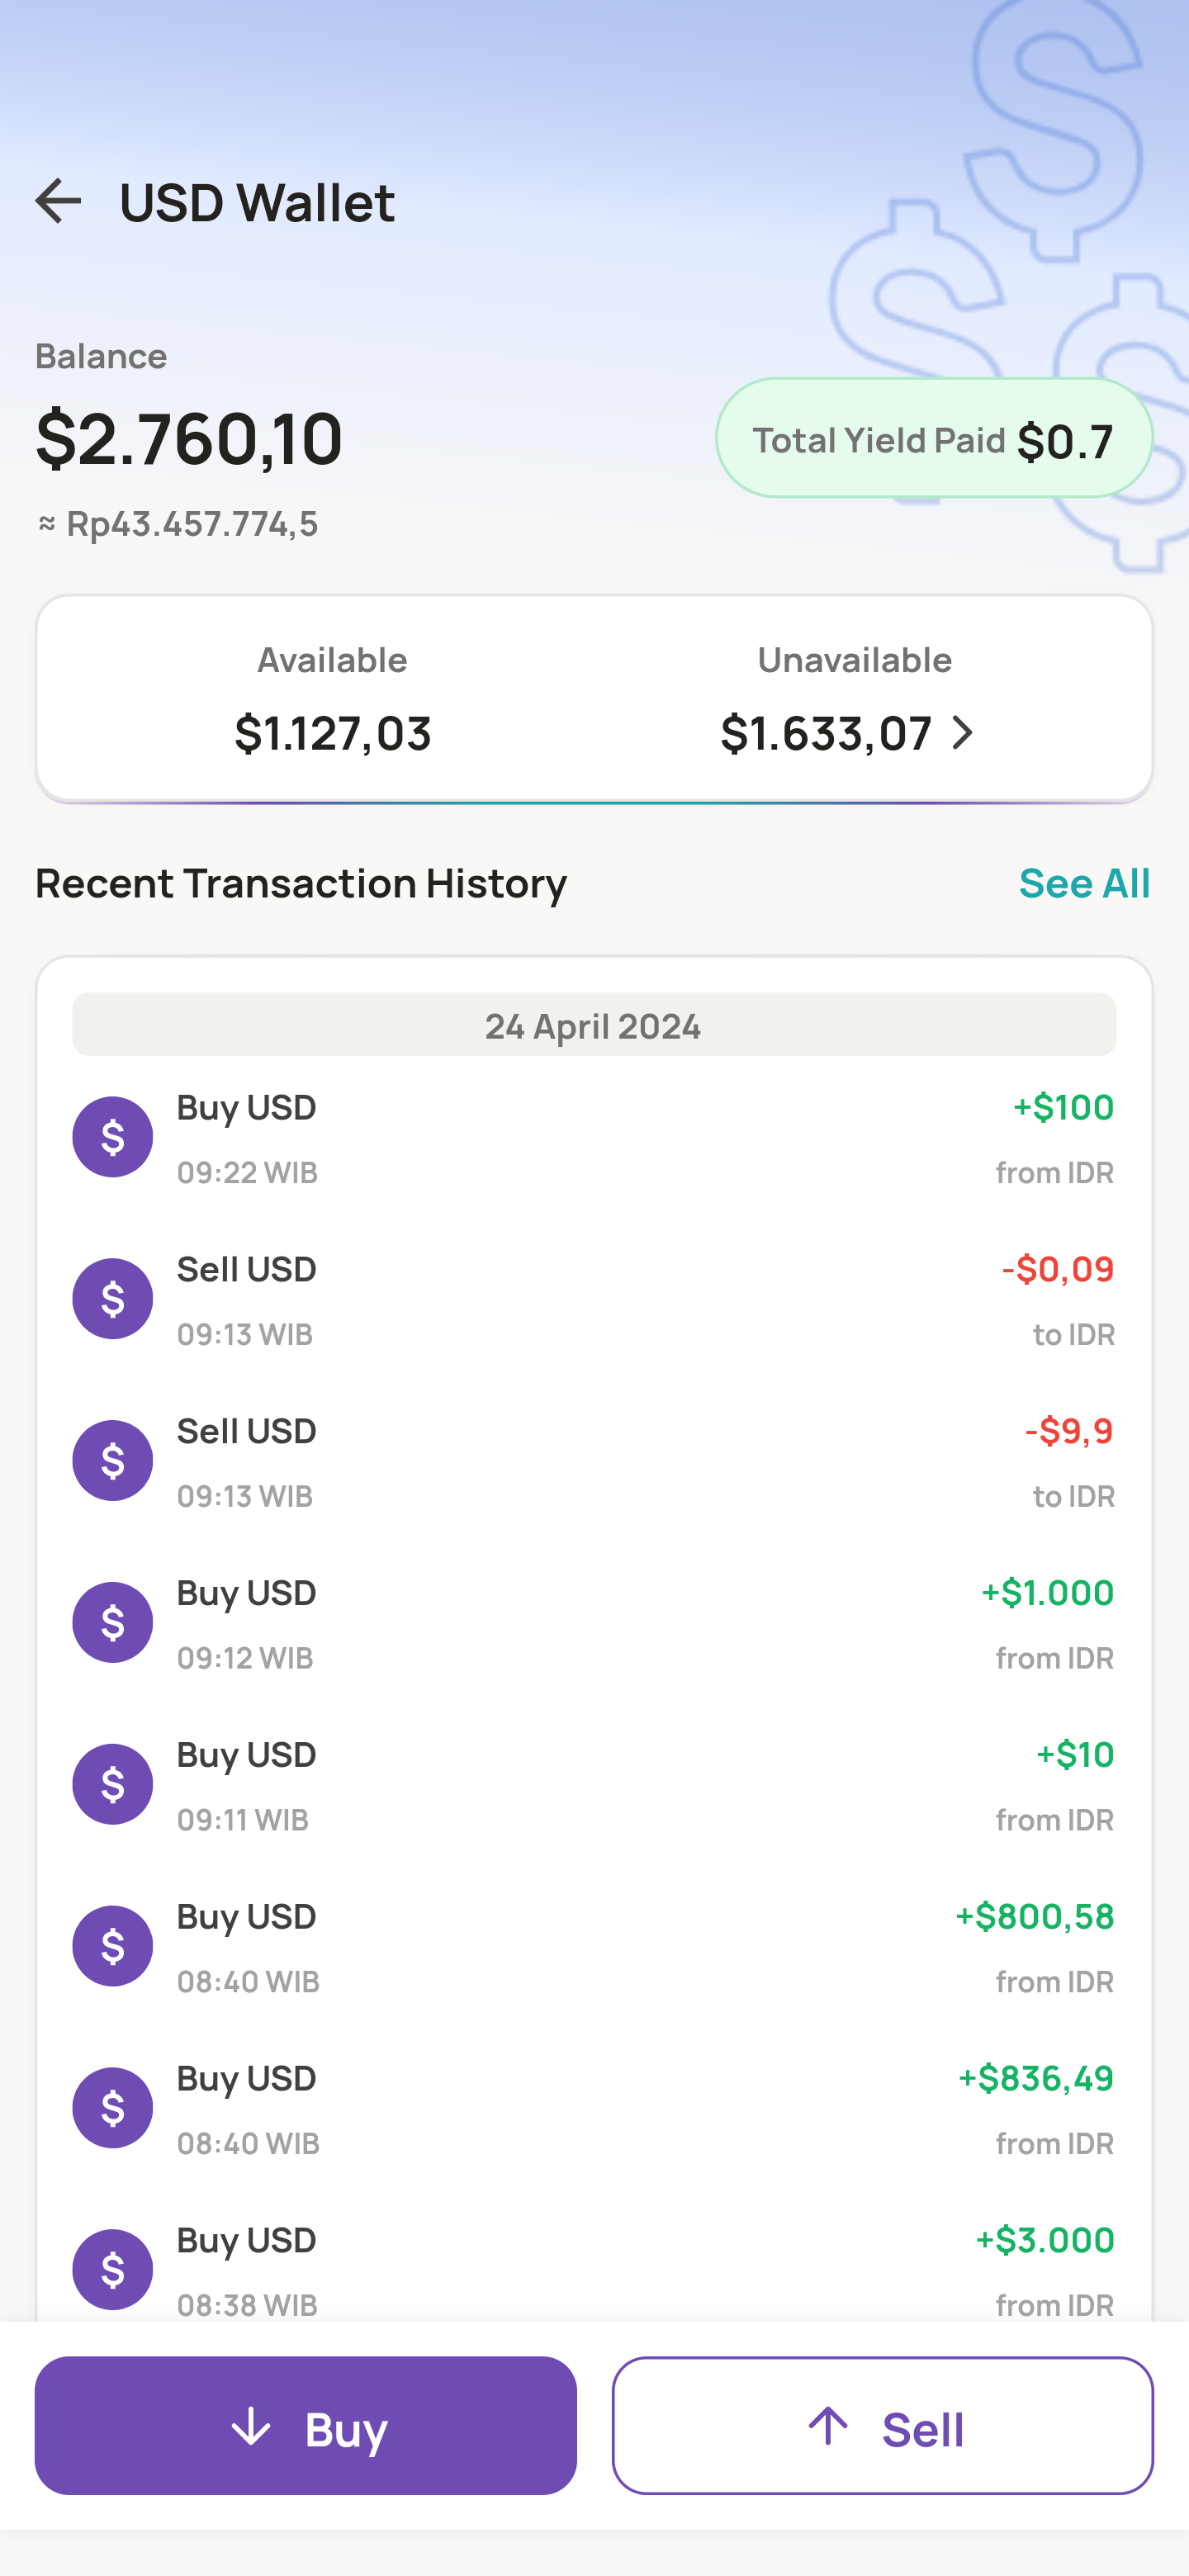 USD Wallet
Balance
$2.760,10
Total Yield Paid $0.7
≈ Rp43.457.774,5
Available
Unavailable
$1.127,03
$1.633,07
Recent Transaction History
See All
24 April 2024
Buy USD
+$100
09:22 WIB
from IDR
Sell USD
-$0,09
09:13 WIB
to IDR
Sell USD
-$9,9
09:13 WIB
to IDR
Buy USD
+$1.000
09:12 WIB
from IDR
Buy USD
+$10
09:11 WIB
from IDR
Buy USD
+$800,58
08:40 WIB
from IDR
Buy USD
+$836,49
08:40 WIB
from IDR
Buy USD
+$3.000
08:38 WIB
from IDR
Buy
Sell